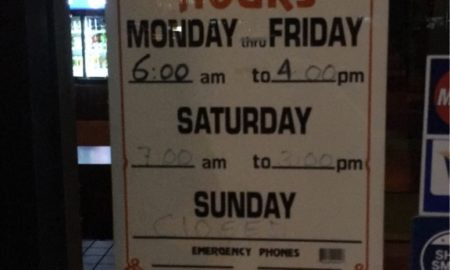 HOURS
MONDAY thru FRIDAY
6:00 am to 4:00 pm
SATURDAY
7:00 am to 3:00 pm
SUNDAY
CLOSED
EMERGENCY PHONES